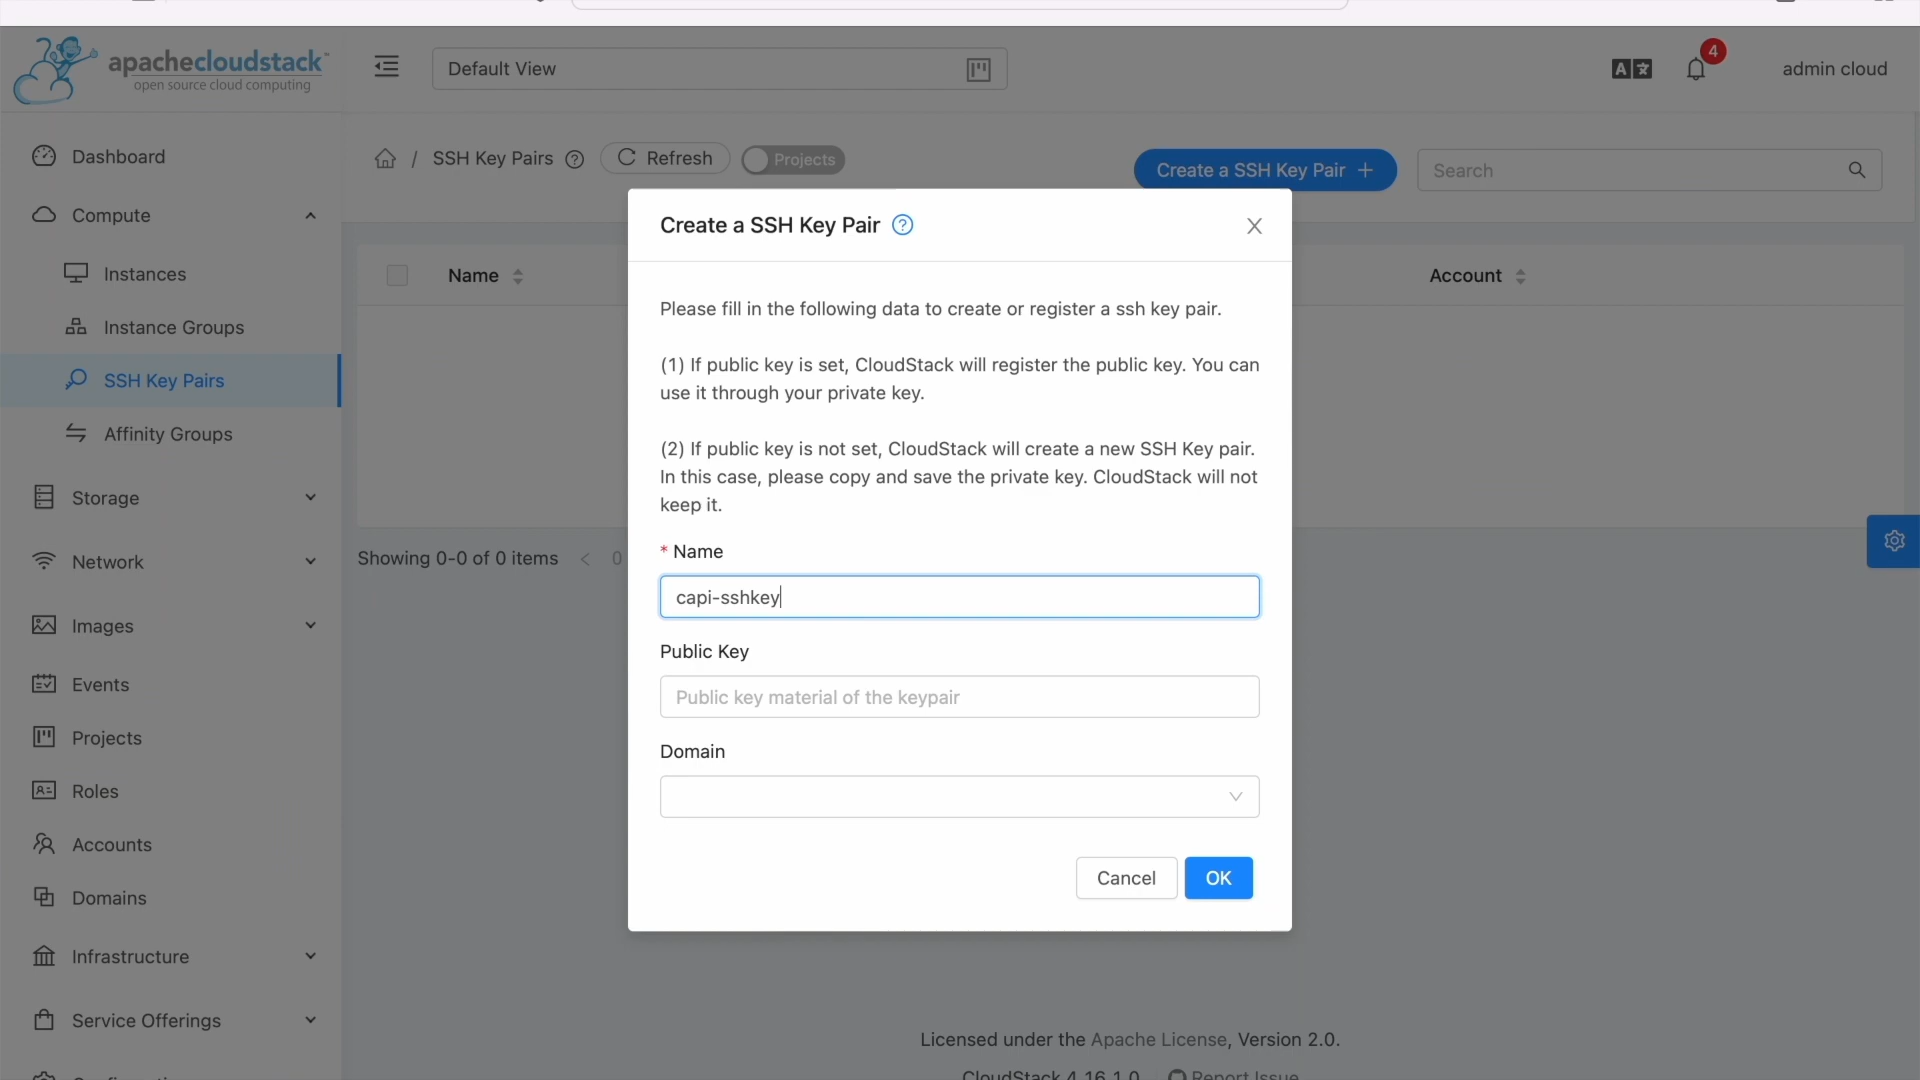 apachecloudstack™
open source cloud computing
Default View
4
admin cloud
Dashboard
Compute
Instances
Instance Groups
SSH Key Pairs
Affinity Groups
Storage
Network
Images
Events
Projects
Roles
Accounts
Domains
Infrastructure
Service Offerings
/ SSH Key Pairs
Refresh
Projects
Create a SSH Key Pair +
Search
Name
Account
Showing 0-0 of 0 items < 0
Create a SSH Key Pair ?
Please fill in the following data to create or register a ssh key pair.
(1) If public key is set, CloudStack will register the public key. You can
use it through your private key.
(2) If public key is not set, CloudStack will create a new SSH Key pair.
In this case, please copy and save the private key. CloudStack will not
keep it.
* Name
capi-sshkey
Public Key
Public key material of the keypair
Domain
Cancel
OK
Licensed under the Apache License, Version 2.0.
CloudStack 4.16.1.0
Report Issue